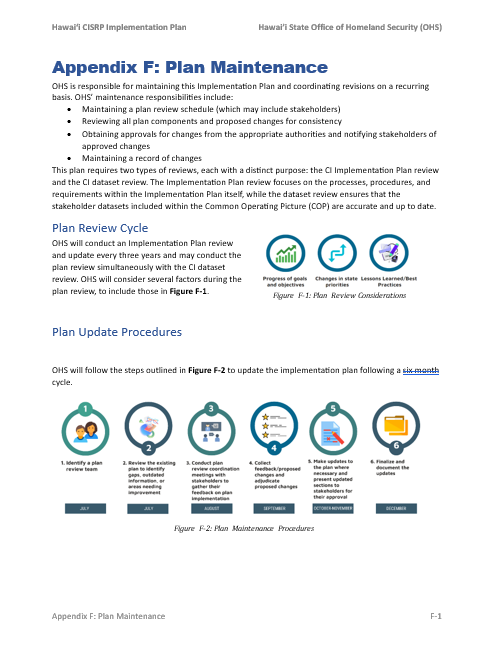 Hawai'i CISRP Implementation Plan
Hawai'i State Office of Homeland Security (OHS)
Appendix F: Plan Maintenance
OHS is responsible for maintaining this Implementation Plan and coordinating revisions on a recurring
basis. OHS' maintenance responsibilities include:
• Maintaining a plan review schedule (which may include stakeholders)
• Reviewing all plan components and proposed changes for consistency
• Obtaining approvals for changes from the appropriate authorities and notifying stakeholders of
approved changes
• Maintaining a record of changes
This plan requires two types of reviews, each with a distinct purpose: the CI Implementation Plan review
and the CI dataset review. The Implementation Plan review focuses on the processes, procedures, and
requirements within the Implementation Plan itself, while the dataset review ensures that the
stakeholder datasets included within the Common Operating Picture (COP) are accurate and up to date.
Plan Review Cycle
OHS will conduct an Implementation Plan review
and update every three years and may conduct the
plan review simultaneously with the CI dataset
review. OHS will consider several factors during the
plan review, to include those in Figure F-1.
Progress of goals
and objectives
Changes in state
priorities
Lessons Learned/Best
Practices
Figure F-1: Plan Review Considerations
Plan Update Procedures
OHS will follow the steps outlined in Figure F-2 to update the implementation plan following a six month
cycle.
1
2
3
4
5
6
1. Identify a plan
review team
2. Review the existing
plan to identify
gaps, outdated
information, or
areas needing
improvement
3. Conduct plan
review coordination
meetings with
stakeholders to
gather their
feedback on plan
implementation
4. Collect
feedback/proposed
changes and
adjudicate
proposed changes
5. Make updates to
the plan where
necessary and
present updated
sections to
stakeholders for
their approval
6. Finalize and
document the
updates
JULY
JULY
AUGUST
SEPTEMBER
OCTOBER-NOVEMBER
DECEMBER
Figure F-2: Plan Maintenance Procedures
Appendix F: Plan Maintenance
F-1